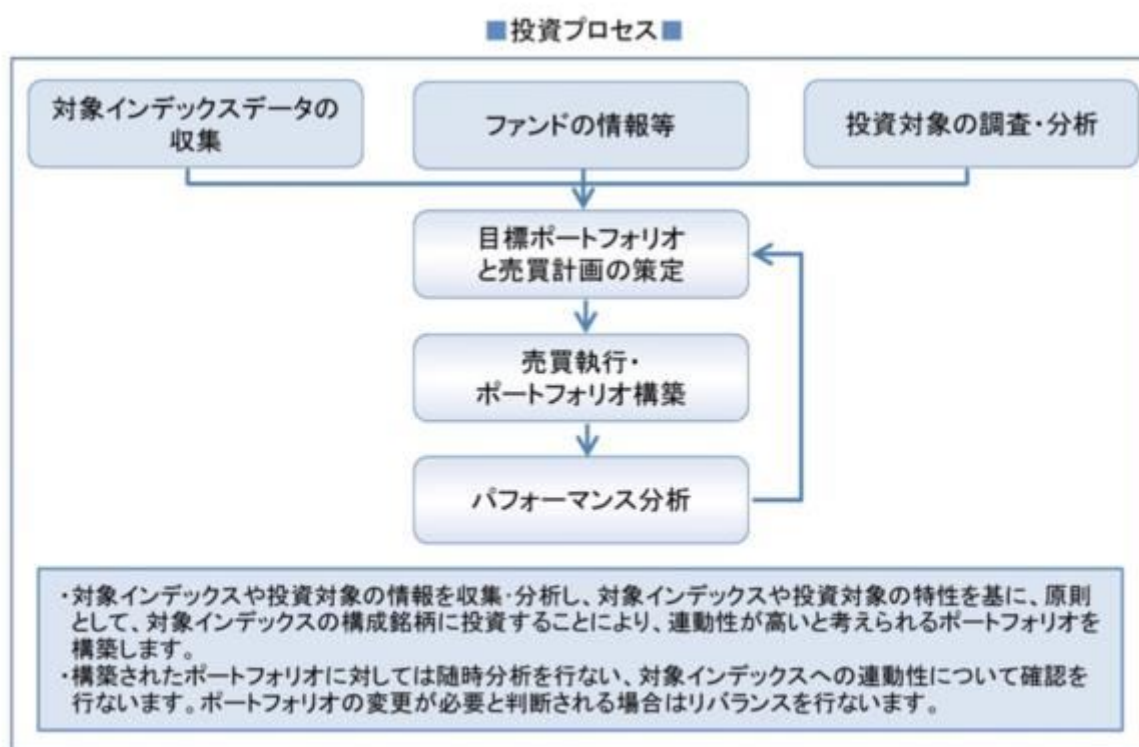 ■投資プロセス■
対象インデックスデータの
収集
ファンドの情報等
投資対象の調査・分析
目標ポートフォリオ
と売買計画の策定
売買執行・
ポートフォリオ構築
パフォーマンス分析
・対象インデックスや投資対象の情報を収集・分析し、対象インデックスや投資対象の特性を基に、原則
として、対象インデックスの構成銘柄に投資することにより、連動性が高いと考えられるポートフォリオを
構築します。
・構築されたポートフォリオに対しては随時分析を行ない、対象インデックスへの連動性について確認を
行ないます。ポートフォリオの変更が必要と判断される場合はリバランスを行ないます。